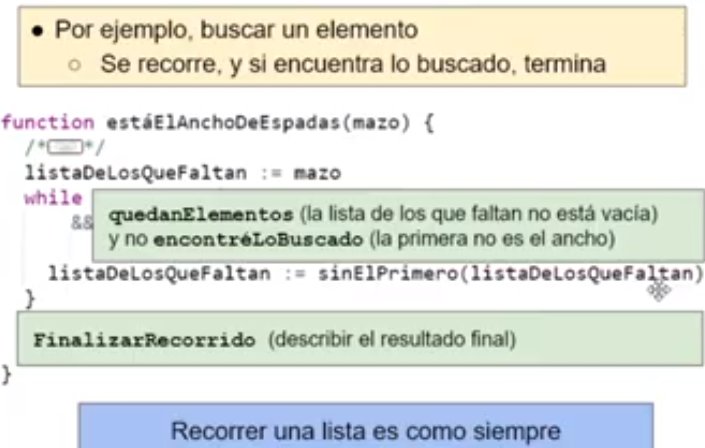 ● Por ejemplo, buscar un elemento
○ Se recorre, y si encuentra lo buscado, termina
function estáElAnchoDeEspadas(mazo) {
/*...*/
listaDeLosQueFaltan := mazo
while
quedanElementos (la lista de los que faltan no está vacía)
&& y no encontréLoBuscado (la primera no es el ancho)
listaDeLosQueFaltan := sinElPrimero(listaDeLosQueFaltan)
}
FinalizarRecorrido (describir el resultado final)
}
Recorrer una lista es como siempre